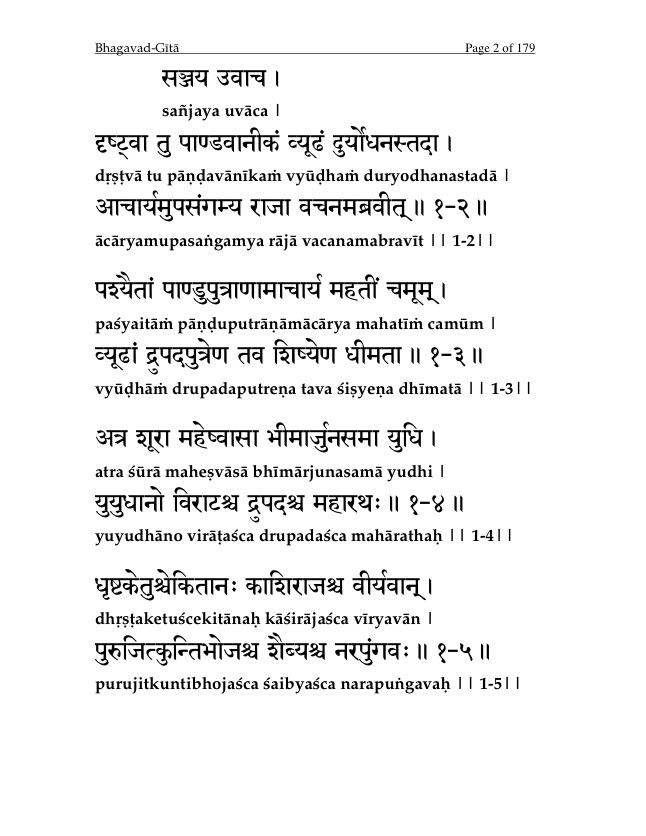 Bhagavad-Gītā Page 2 of 179
सञ्जय उवाच ।
sañjaya uvāca |
दृष्ट्वा तु पाण्डवानीकं व्यूढं दुर्योधनस्तदा ।
dṛṣṭvā tu pāṇḍavānīkaṁ vyūḍhaṁ duryodhanastadā |
आचार्यमुपसंगम्य राजा वचनमब्रवीत् ॥ १-२ ॥
ācāryamupasaṅgamya rājā vacanamabravīt || 1-2||
पश्यैतां पाण्डुपुत्राणामाचार्य महतीं चमूम् ।
paśyaitāṁ pāṇḍuputrāṇāmācārya mahatīṁ camūm |
व्यूढां द्रुपदपुत्रेण तव शिष्येण धीमता ॥ १-३ ॥
vyūḍhāṁ drupadaputreṇa tava śiṣyeṇa dhīmatā || 1-3||
अत्र शूरा महेष्वासा भीमार्जुनसमा युधि ।
atra śūrā maheṣvāsā bhīmārjunasamā yudhi |
युयुधानो विराटश्च द्रुपदश्च महारथः ॥ १-४ ॥
yuyudhāno virāṭaśca drupadaśca mahārathaḥ || 1-4||
धृष्टकेतुश्चेकितानः काशिराजश्च वीर्यवान् ।
dhṛṣṭaketuścekitānaḥ kāśirājaśca vīryavān |
पुरुजित्कुन्तिभोजश्च शैब्यश्च नरपुंगवः ॥ १-५ ॥
purujitkuntibhojaśca śaibyaśca narapuṅgavaḥ || 1-5||